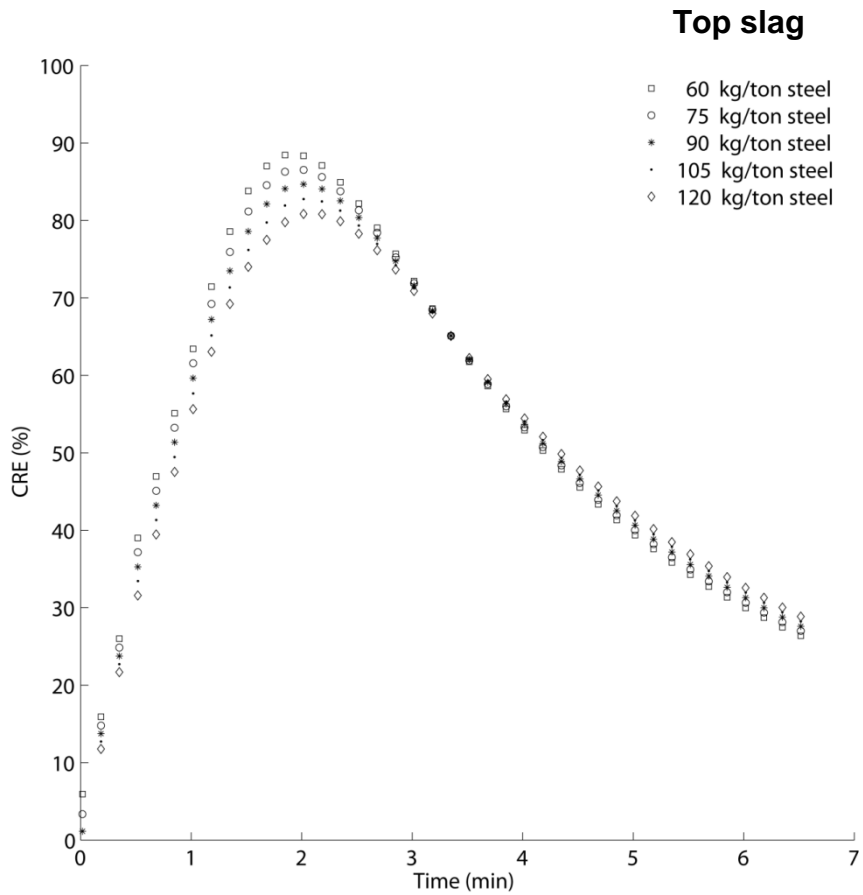 Top slag
60 kg/ton steel
75 kg/ton steel
90 kg/ton steel
105 kg/ton steel
120 kg/ton steel
CRE (%)
100
90
80
70
60
50
40
30
20
10
0
0 1 2 3 4 5 6 7
Time (min)